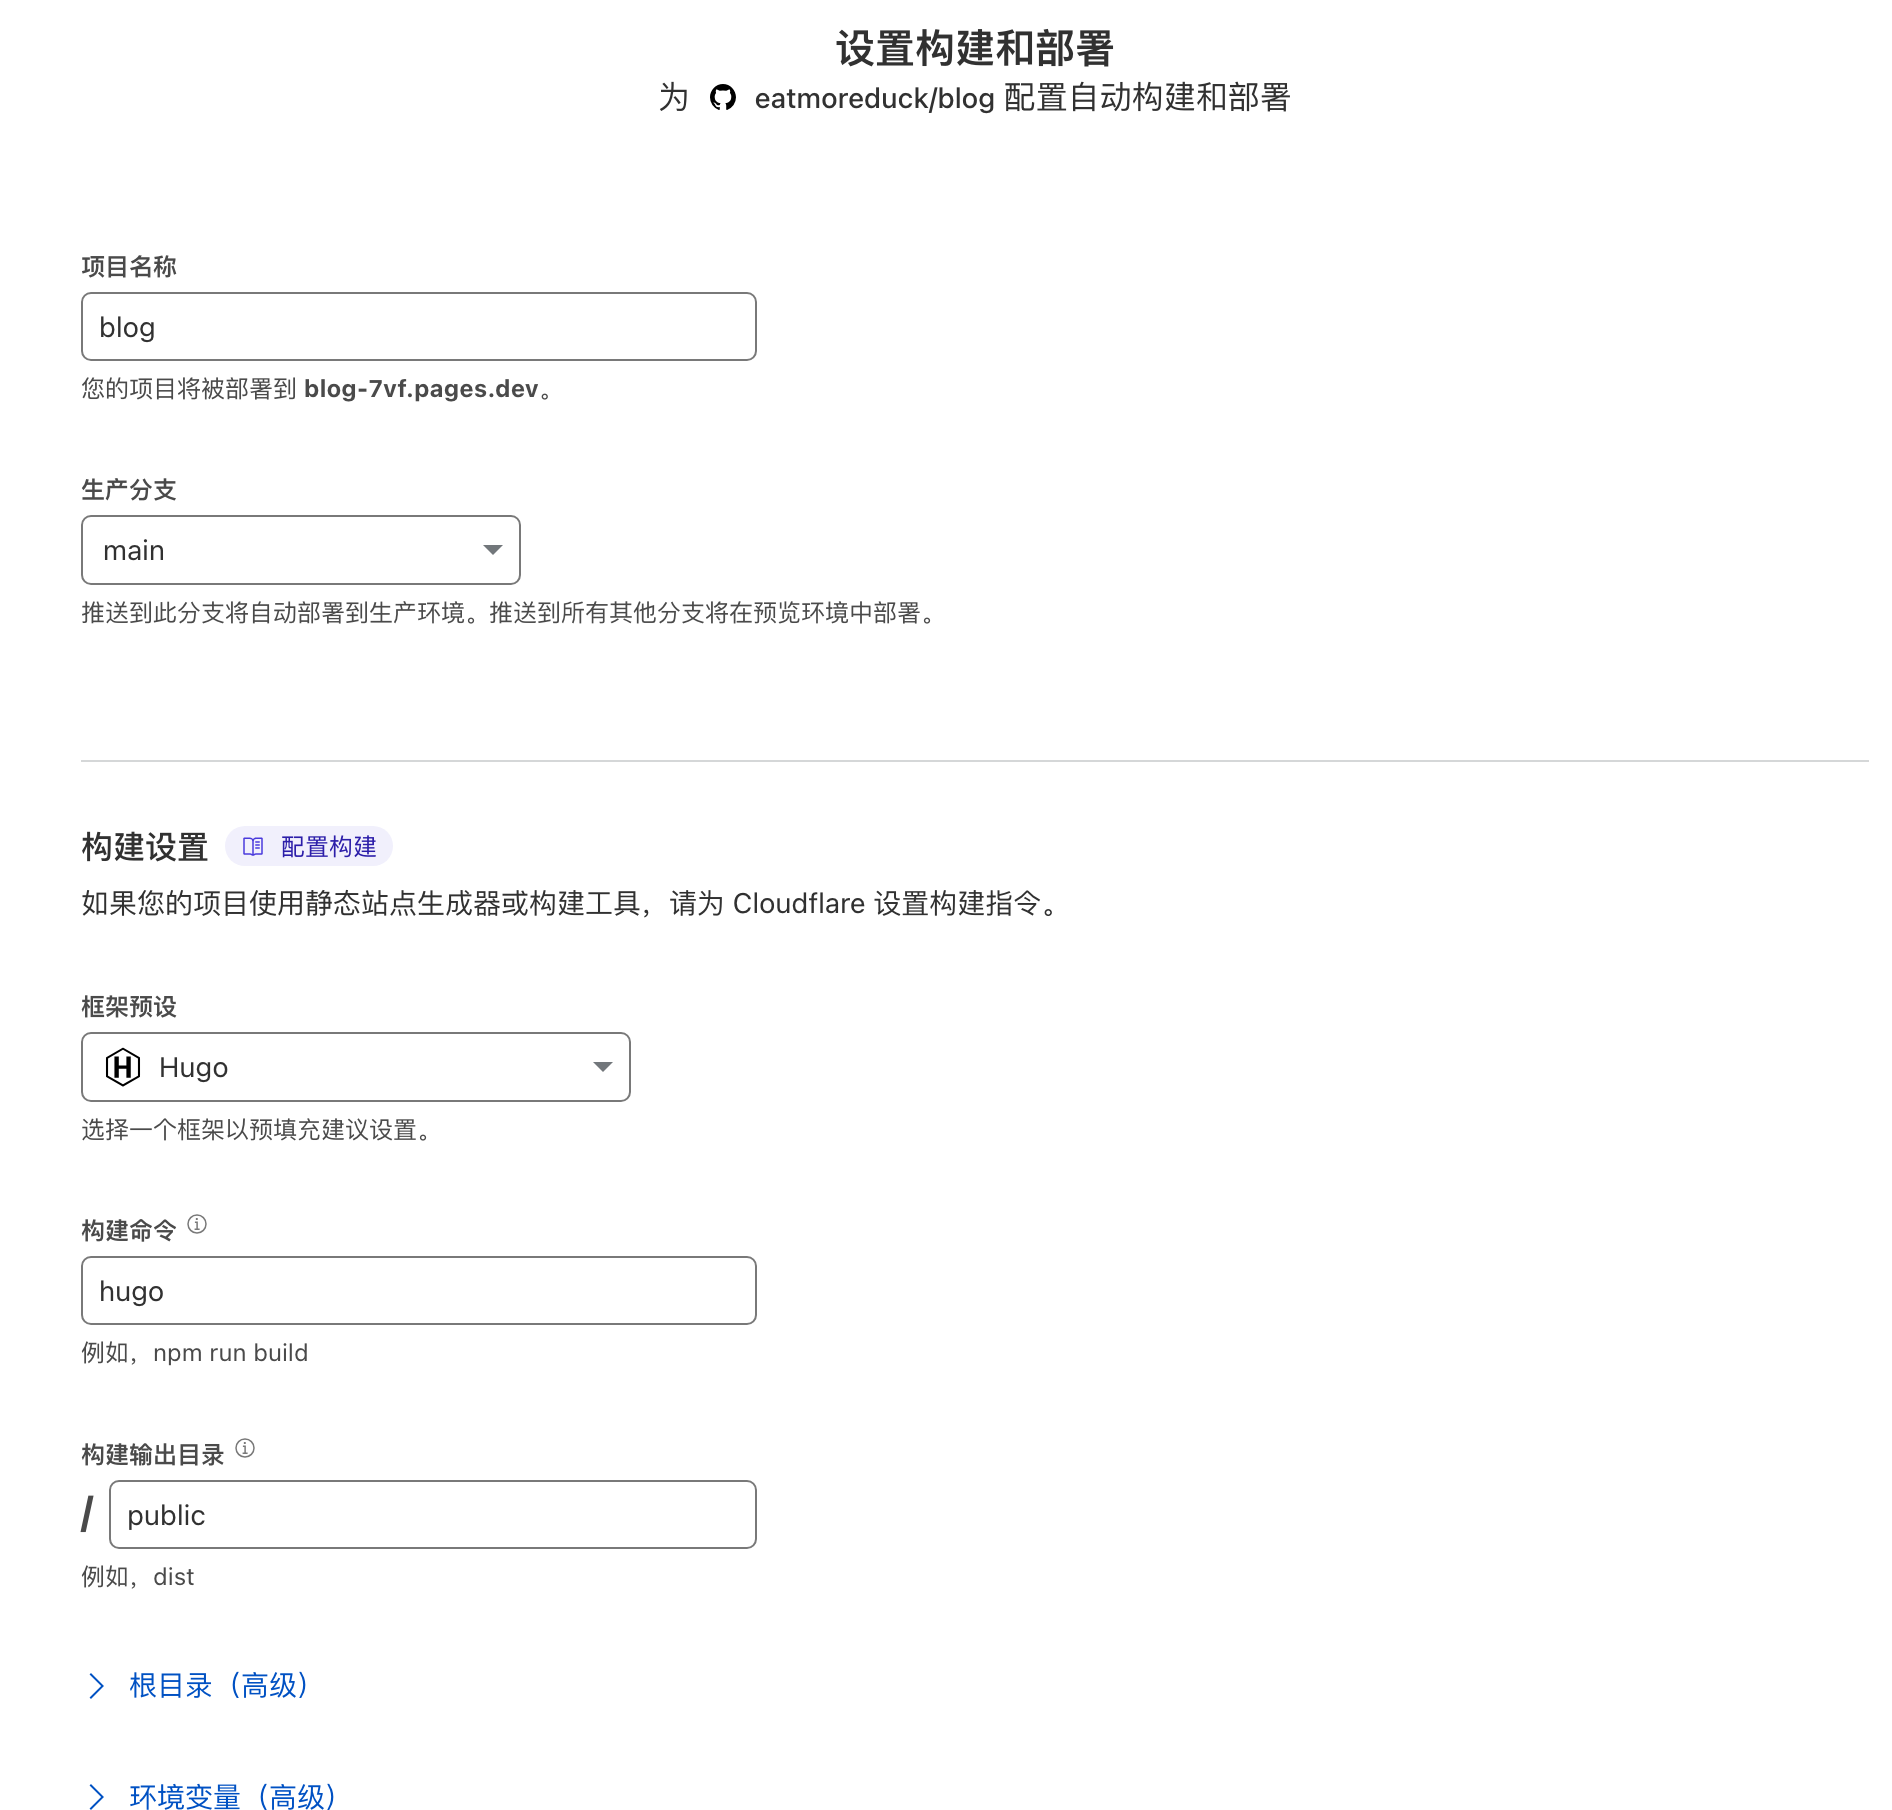 设置构建和部署
为 eatmoreduck/blog 配置自动构建和部署
项目名称
blog
您的项目将被部署到 blog-7vf.pages.dev。
生产分支
main
推送到此分支将自动部署到生产环境。推送到所有其他分支将在预览环境中部署。
构建设置 配置构建
如果您的项目使用静态站点生成器或构建工具，请为 Cloudflare 设置构建指令。
框架预设
Hugo
选择一个框架以预填充建议设置。
构建命令
hugo
例如，npm run build
构建输出目录
/ public
例如，dist
根目录（高级）
环境变量（高级）